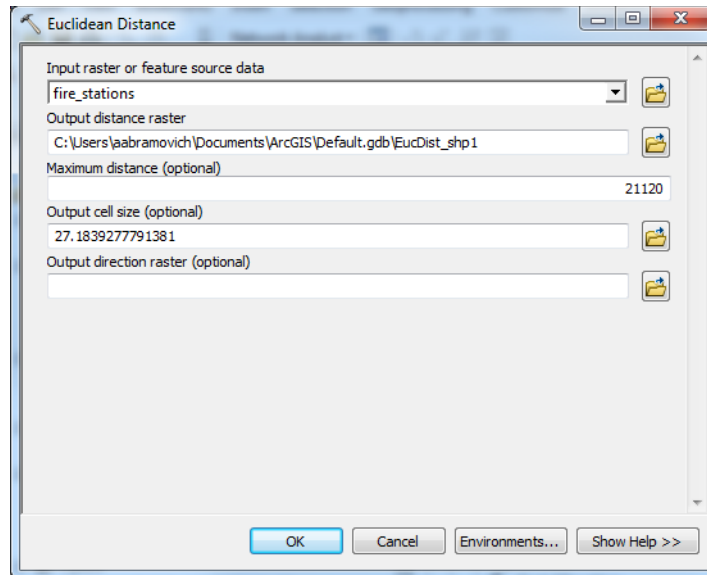 Euclidean Distance
Input raster or feature source data
fire_stations
Output distance raster
C:\Users\aabramovich\Documents\ArcGIS\Default.gdb\EucDist_shp1
Maximum distance (optional)
21120
Output cell size (optional)
27.1839277791381
Output direction raster (optional)
OK Cancel Environments... Show Help >>